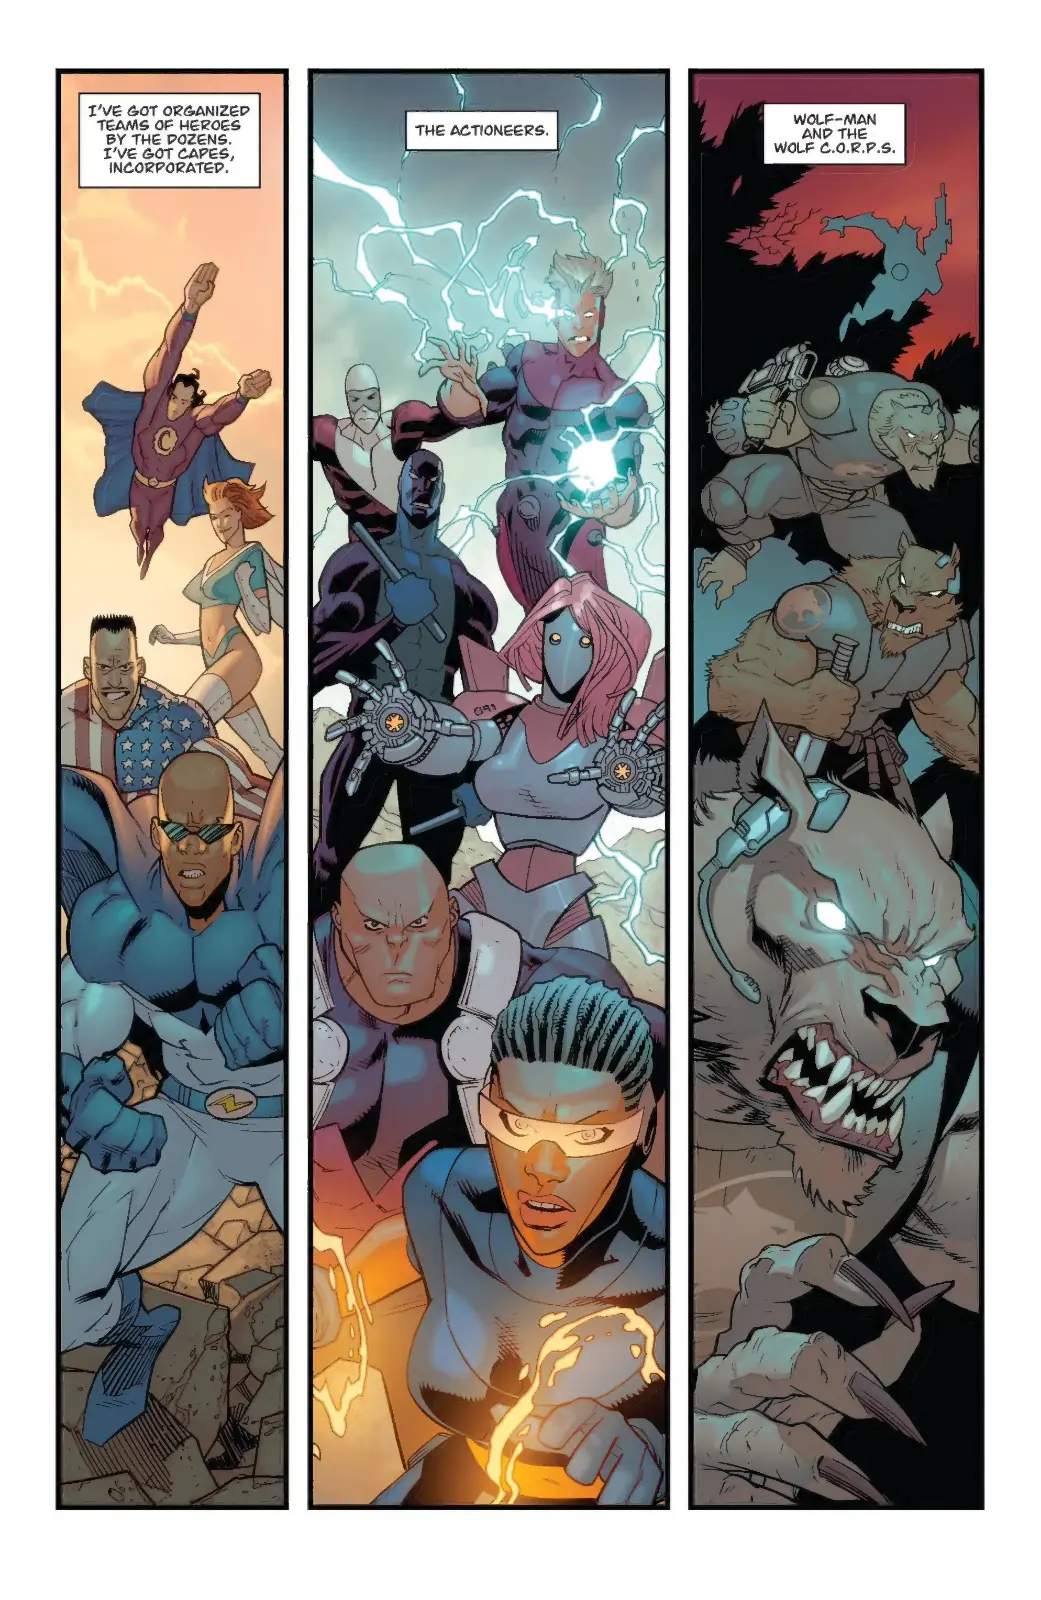 I'VE GOT ORGANIZED
TEAMS OF HEROES
BY THE DOZENS.
I'VE GOT CAPES,
INCORPORATED.
C
THE ACTIONEERS.
WOLF-MAN
AND THE
WOLF C.O.R.P.S.